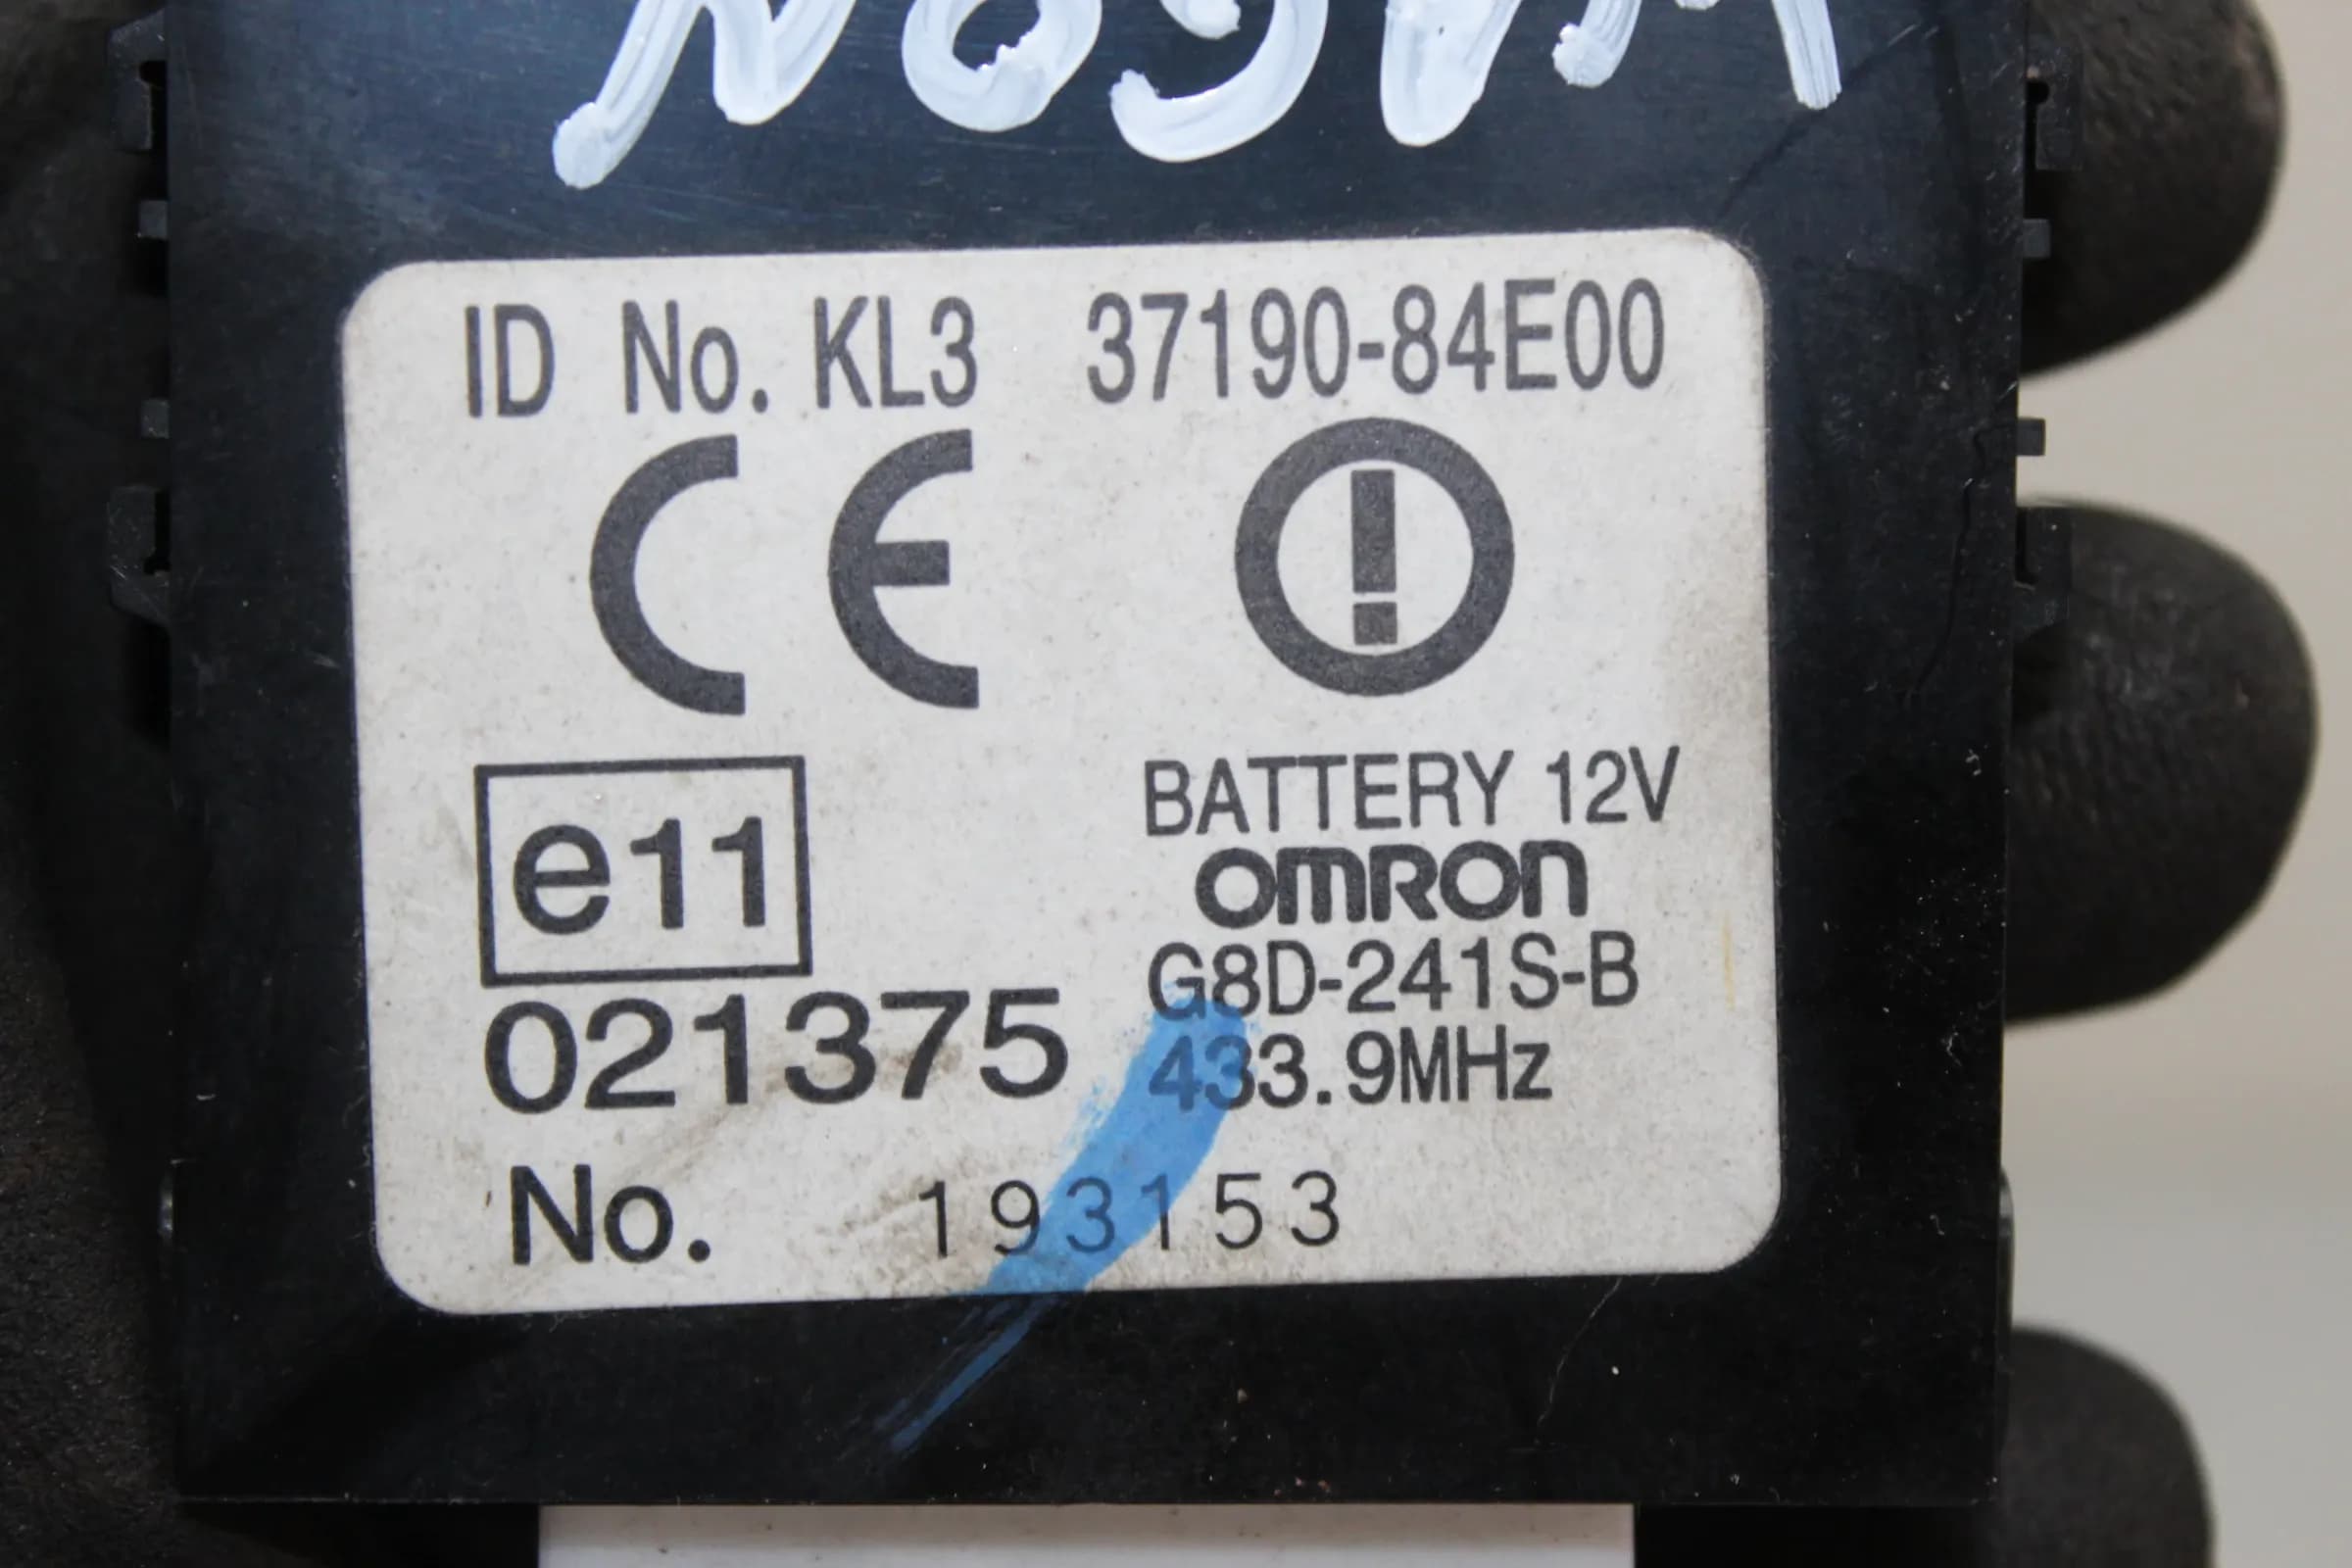 ID No. KL3 37190-84E00
CE
e11
021375
BATTERY 12V
OMRON
G8D-241S-B
433.9MHz
No. 193153